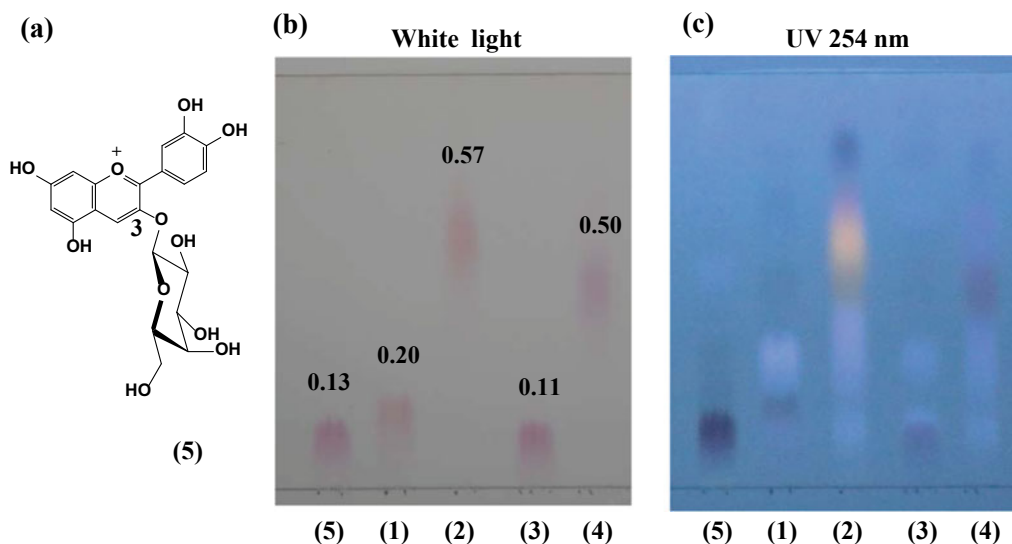 (a)
OH
OH
HO
+
O
3
OH
O
OH
O
OH
OH
HO
(5)
(b)
White light
0.57
0.50
0.20
0.13
0.11
(5) (1) (2) (3) (4)
(c)
UV 254 nm
(5) (1) (2) (3) (4)